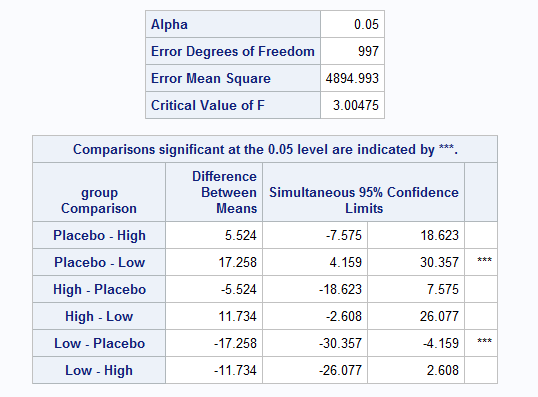 Alpha 0.05
Error Degrees of Freedom 997
Error Mean Square 4894.993
Critical Value of F 3.00475
Comparisons significant at the 0.05 level are indicated by ***.
group Comparison Difference Between Means Simultaneous 95% Confidence Limits
Placebo - High 5.524 -7.575 18.623
Placebo - Low 17.258 4.159 30.357 ***
High - Placebo -5.524 -18.623 7.575
High - Low 11.734 -2.608 26.077
Low - Placebo -17.258 -30.357 -4.159 ***
Low - High -11.734 -26.077 2.608